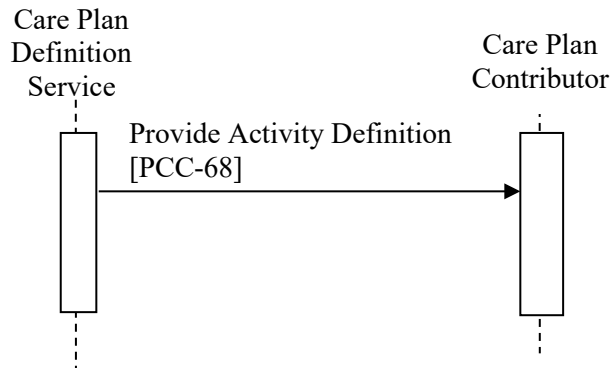 Care Plan
Definition
Service
Care Plan
Contributor
Provide Activity Definition
[PCC-68]